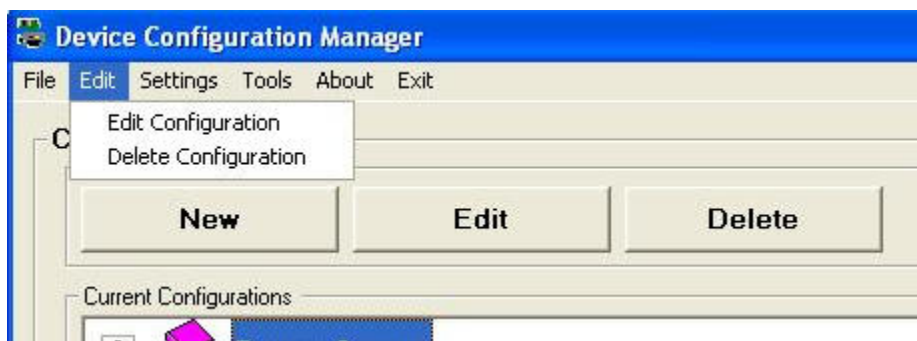 Device Configuration Manager
File Edit Settings Tools About Exit
Edit Configuration
Delete Configuration
New Edit Delete
Current Configurations